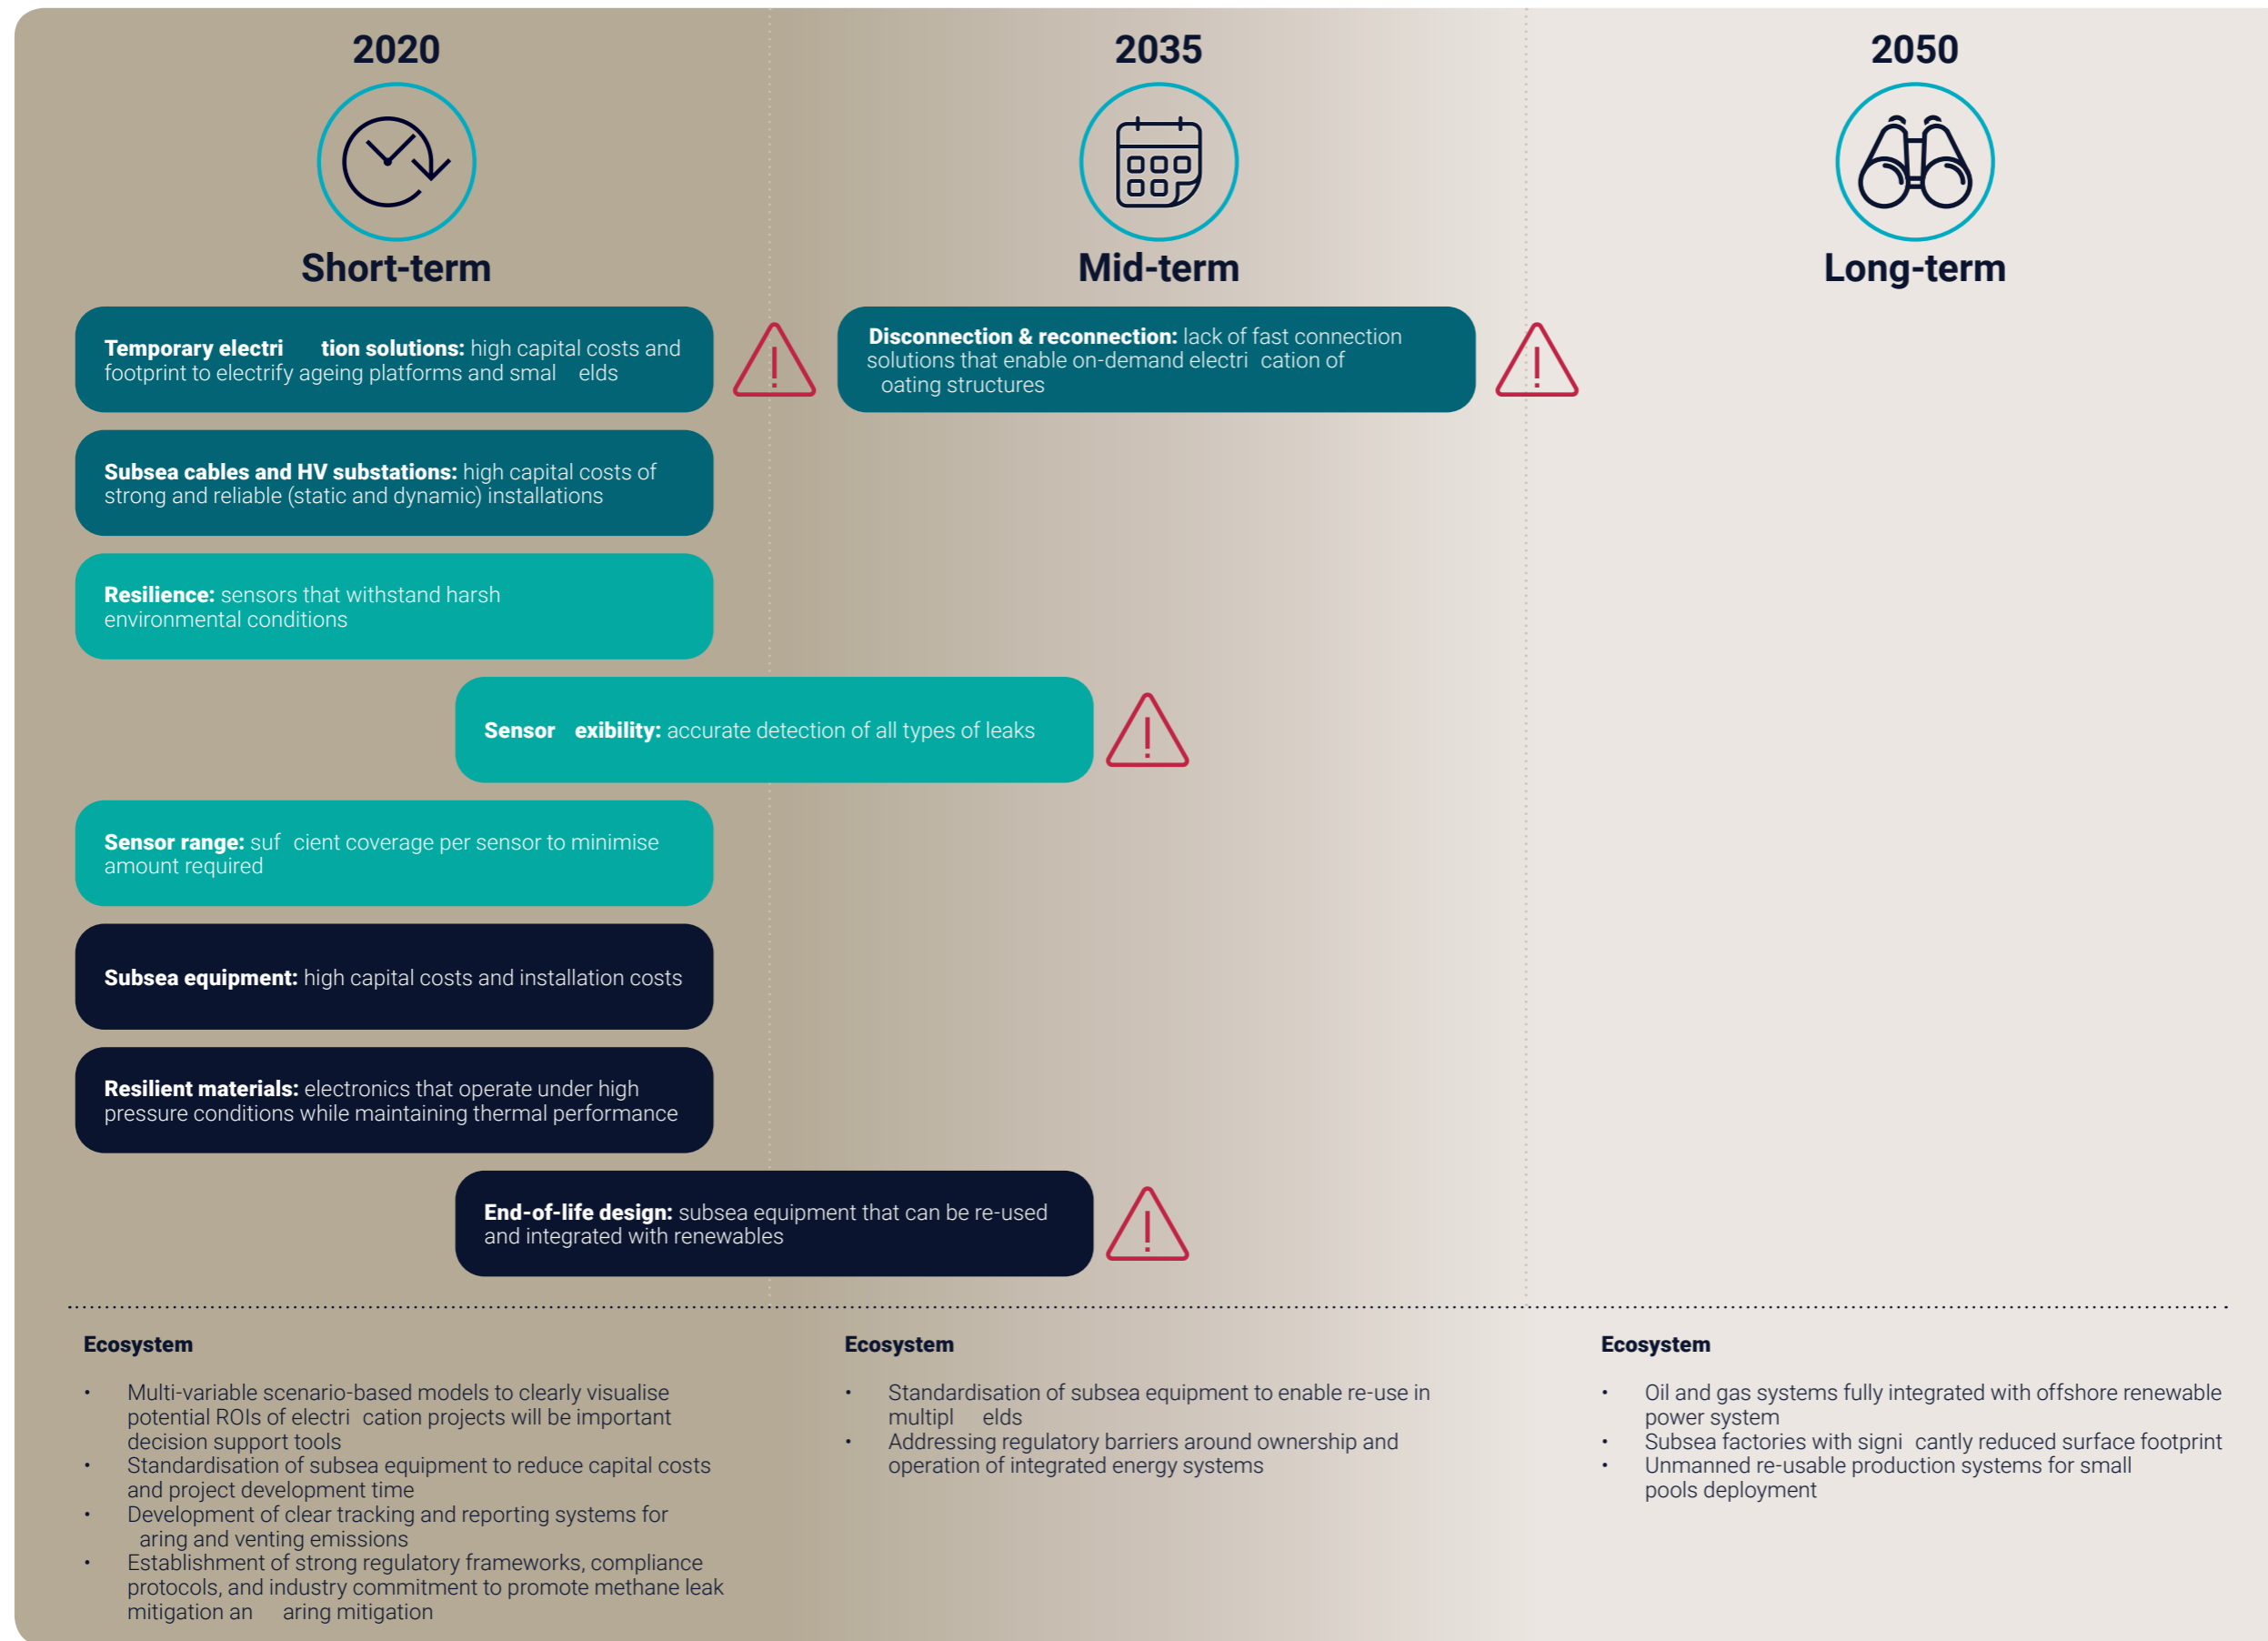 2020
Short-term
2035
Mid-term
2050
Long-term
Temporary electri tion solutions: high capital costs and
footprint to electrify ageing platforms and smal elds
Disconnection & reconnection: lack of fast connection
solutions that enable on-demand electri cation of
oating structures
Subsea cables and HV substations: high capital costs of
strong and reliable (static and dynamic) installations
Resilience: sensors that withstand harsh
environmental conditions
Sensor exibility: accurate detection of all types of leaks
Sensor range: suf cient coverage per sensor to minimise
amount required
Subsea equipment: high capital costs and installation costs
Resilient materials: electronics that operate under high
pressure conditions while maintaining thermal performance
End-of-life design: subsea equipment that can be re-used
and integrated with renewables
Ecosystem
• Multi-variable scenario-based models to clearly visualise
potential ROIs of electri cation projects will be important
decision support tools
• Standardisation of subsea equipment to reduce capital costs
and project development time
• Development of clear tracking and reporting systems for
aring and venting emissions
• Establishment of strong regulatory frameworks, compliance
protocols, and industry commitment to promote methane leak
mitigation an aring mitigation
Ecosystem
• Standardisation of subsea equipment to enable re-use in
multipl elds
• Addressing regulatory barriers around ownership and
operation of integrated energy systems
Ecosystem
• Oil and gas systems fully integrated with offshore renewable
power system
• Subsea factories with signi cantly reduced surface footprint
• Unmanned re-usable production systems for small
pools deployment